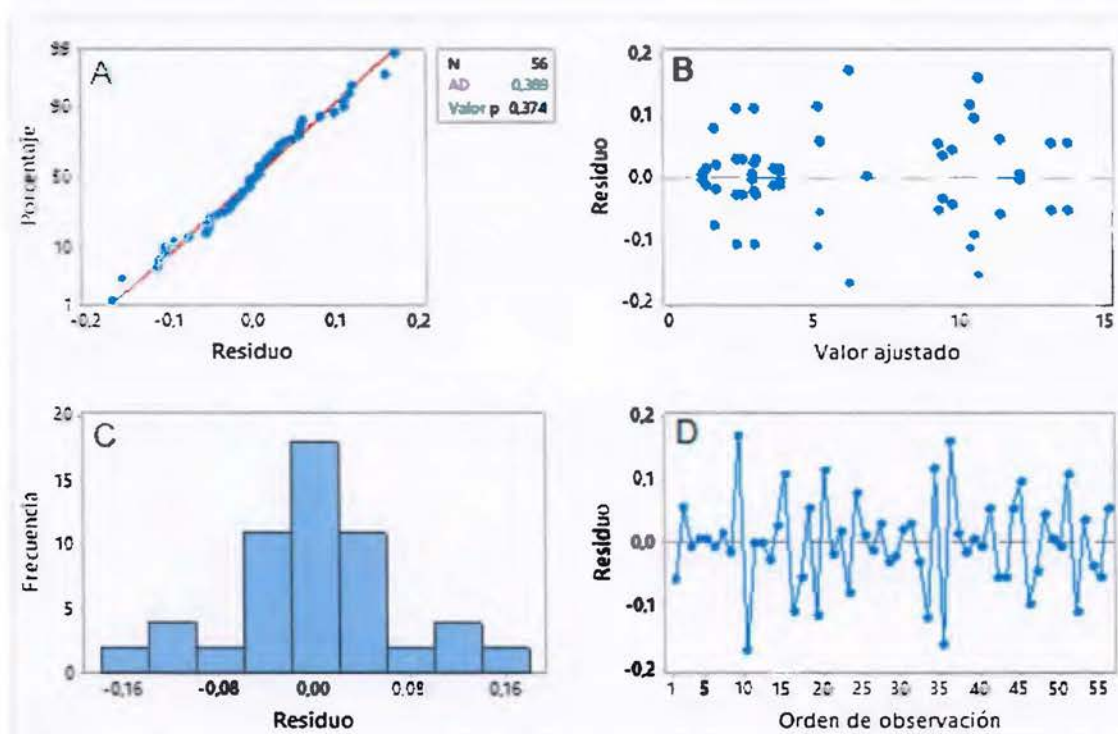 A
99
90
50
10
1
Porcentaje
-0,2 -0,1 0,0 0,1 0,2
Residuo
N 56
AD 0,389
Valor p 0,374
B
0,2
0,1
0,0
-0,1
-0,2
Residuo
0 5 10 15
Valor ajustado
C
20
15
10
5
0
Frecuencia
-0,16 -0,08 0,00 0,08 0,16
Residuo
D
0,2
0,1
0,0
-0,1
-0,2
Residuo
1 5 10 15 20 25 30 35 40 45 50 55
Orden de observación